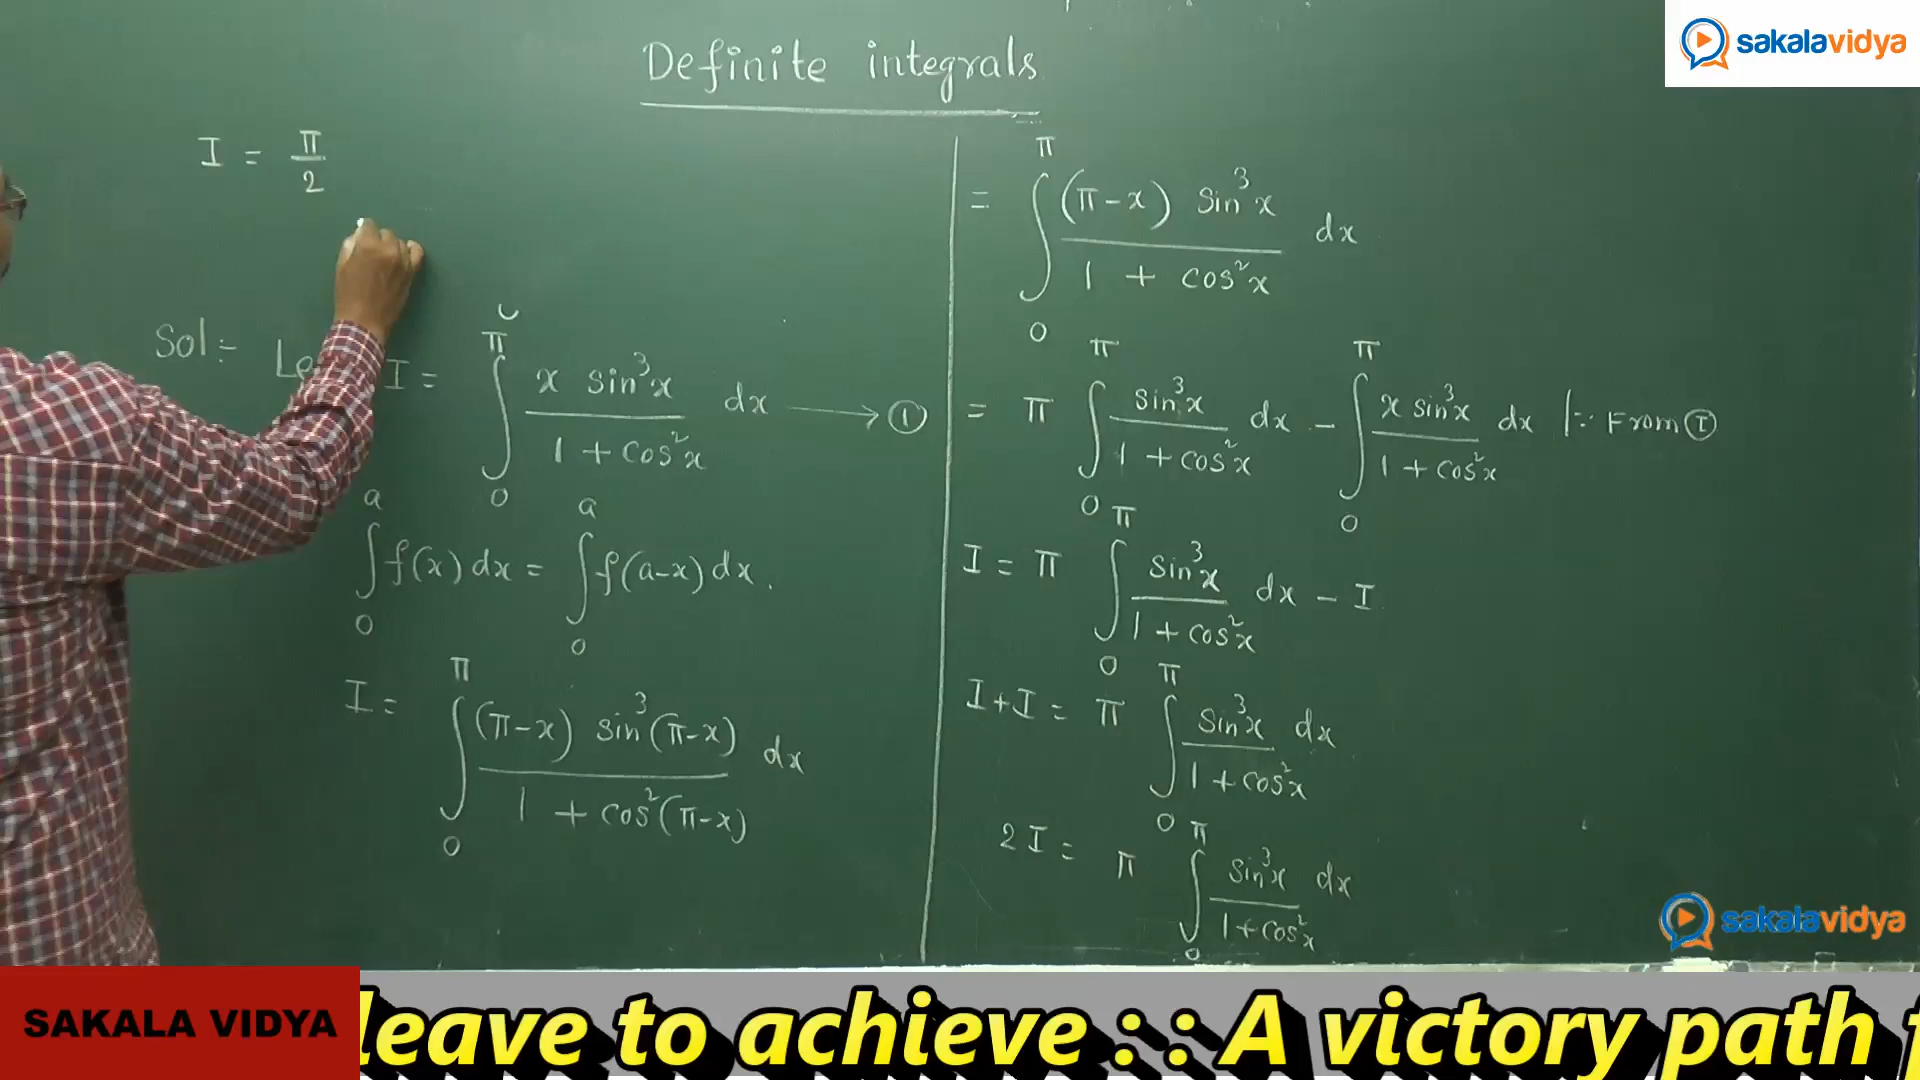 sakalavidya
Definite integrals
I = π/2
Sol:- Let I = ∫₀^π (x sin³x)/(1 + cos²x) dx ⟶ ①
∫₀^a f(x) dx = ∫₀^a f(a-x) dx.
I = ∫₀^π ((π-x) sin³(π-x))/(1 + cos²(π-x)) dx
= ∫₀^π ((π-x) sin³x)/(1 + cos²x) dx
= π ∫₀^π (sin³x)/(1 + cos²x) dx - ∫₀^π (x sin³x)/(1 + cos²x) dx |∵ From Ⓘ
I = π ∫₀^π (sin³x)/(1 + cos²x) dx - I
I+I = π ∫₀^π (sin³x)/(1 + cos²x) dx
2I = π ∫₀^π (sin³x)/(1+cos²x) dx
sakalavidya
SAKALA VIDYA
leave to achieve : : A victory path